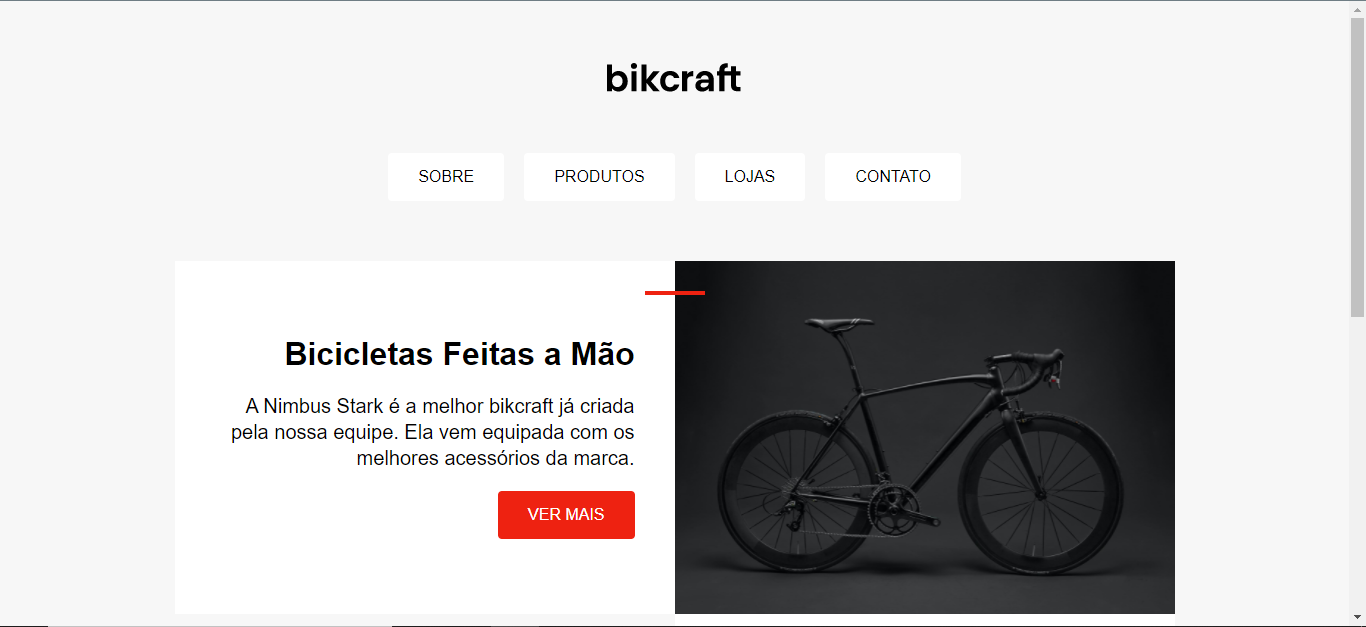 bikcraft
SOBRE PRODUTOS LOJAS CONTATO
Bicicletas Feitas a Mão
A Nimbus Stark é a melhor bikcraft já criada
pela nossa equipe. Ela vem equipada com os
melhores acessórios da marca.
VER MAIS